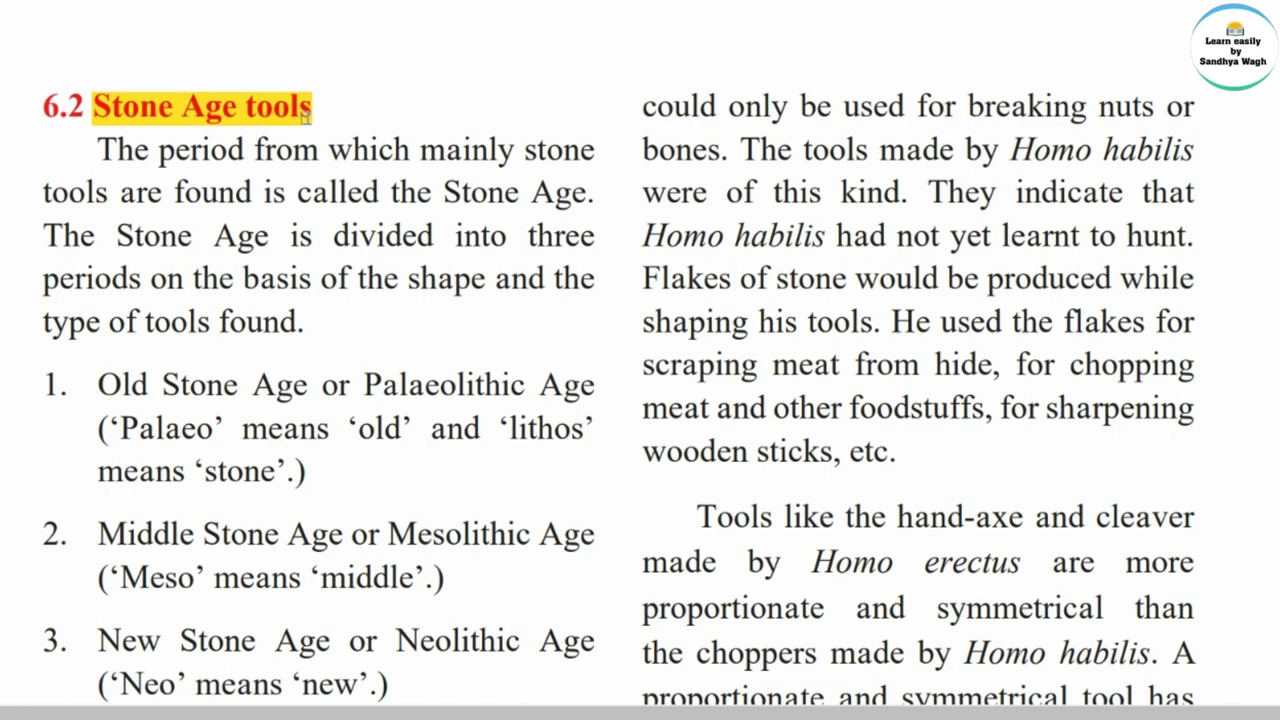 6.2 Stone Age tools
The period from which mainly stone
tools are found is called the Stone Age.
The Stone Age is divided into three
periods on the basis of the shape and the
type of tools found.
1. Old Stone Age or Palaeolithic Age
(‘Palaeo’ means ‘old’ and ‘lithos’
means ‘stone’.)
2. Middle Stone Age or Mesolithic Age
(‘Meso’ means ‘middle’.)
3. New Stone Age or Neolithic Age
(‘Neo’ means ‘new’.)
could only be used for breaking nuts or
bones. The tools made by Homo habilis
were of this kind. They indicate that
Homo habilis had not yet learnt to hunt.
Flakes of stone would be produced while
shaping his tools. He used the flakes for
scraping meat from hide, for chopping
meat and other foodstuffs, for sharpening
wooden sticks, etc.
Tools like the hand-axe and cleaver
made by Homo erectus are more
proportionate and symmetrical than
the choppers made by Homo habilis. A
proportionate and symmetrical tool has
Learn easily
by
Sandhya Wagh